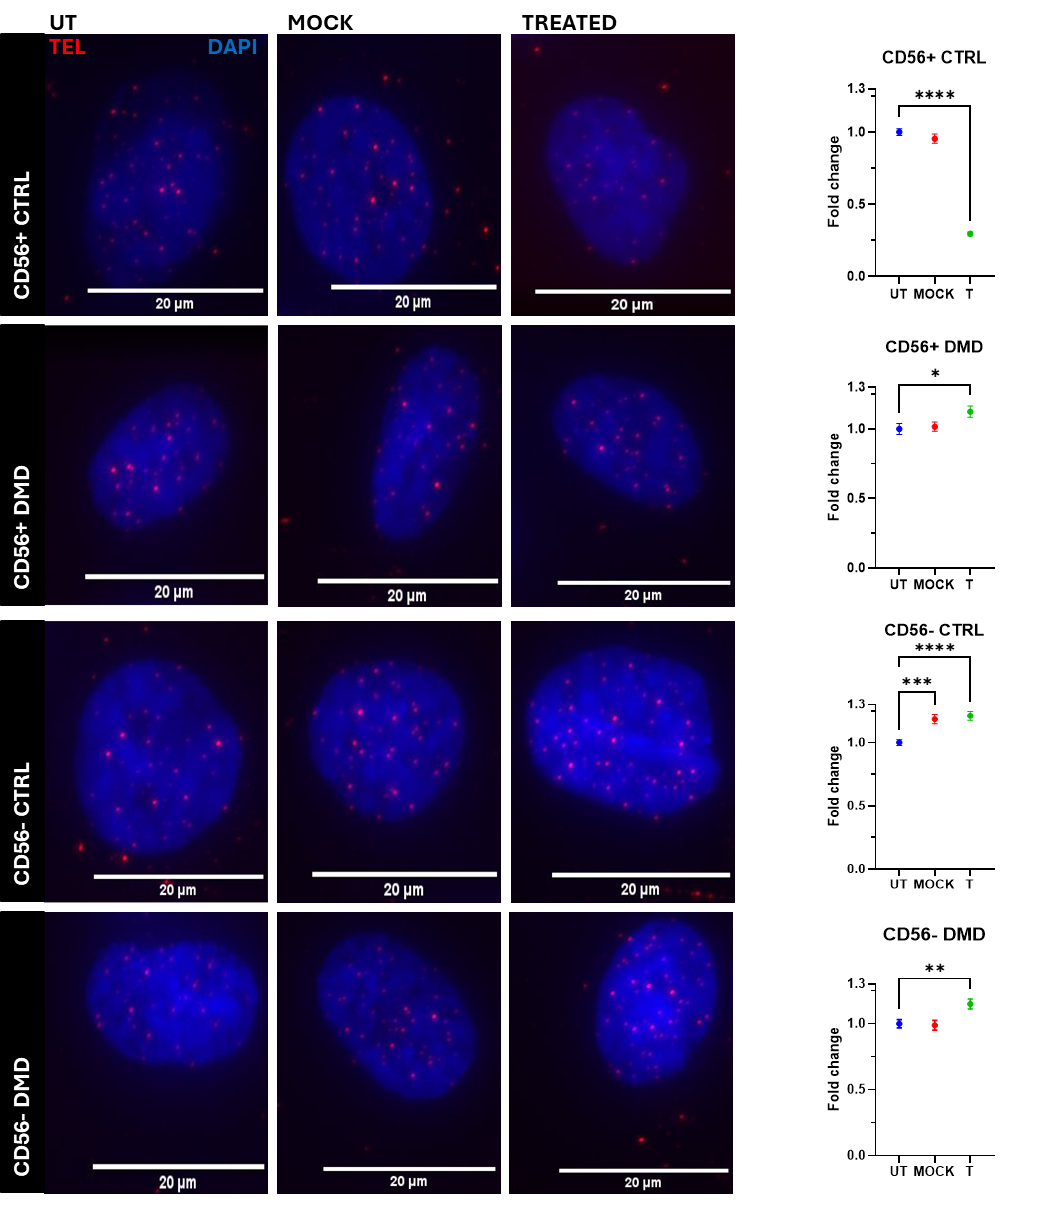 UT MOCK TREATED
TEL DAPI
CD56+ CTRL
20 µm 20 µm 20 µm
CD56+ CTRL
****
Fold change
1.3
1.0
0.5
0.0
UT MOCK T
CD56+ DMD
20 µm 20 µm 20 µm
CD56+ DMD
*
Fold change
1.3
1.0
0.5
0.0
UT MOCK T
CD56- CTRL
20 µm 20 µm 20 µm
CD56- CTRL
****
***
Fold change
1.3
1.0
0.5
0.0
UT MOCK T
CD56- DMD
20 µm 20 µm 20 µm
CD56- DMD
**
Fold change
1.3
1.0
0.5
0.0
UT MOCK T